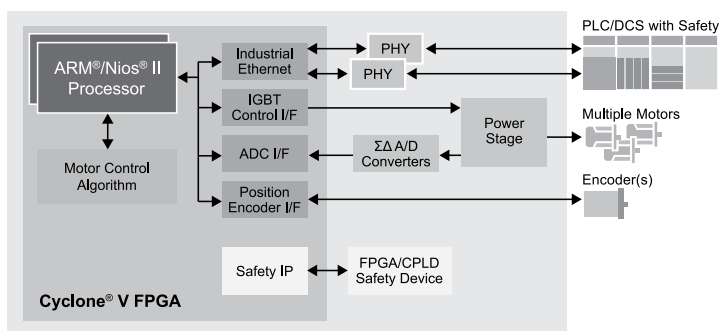 PLC/DCS with Safety
ARM®/Nios® II
Processor
Industrial
Ethernet
PHY
PHY
IGBT
Control I/F
Power
Stage
Multiple Motors
Motor Control
Algorithm
ADC I/F
ΣΔ A/D
Converters
Position
Encoder I/F
Encoder(s)
Safety IP
FPGA/CPLD
Safety Device
Cyclone® V FPGA